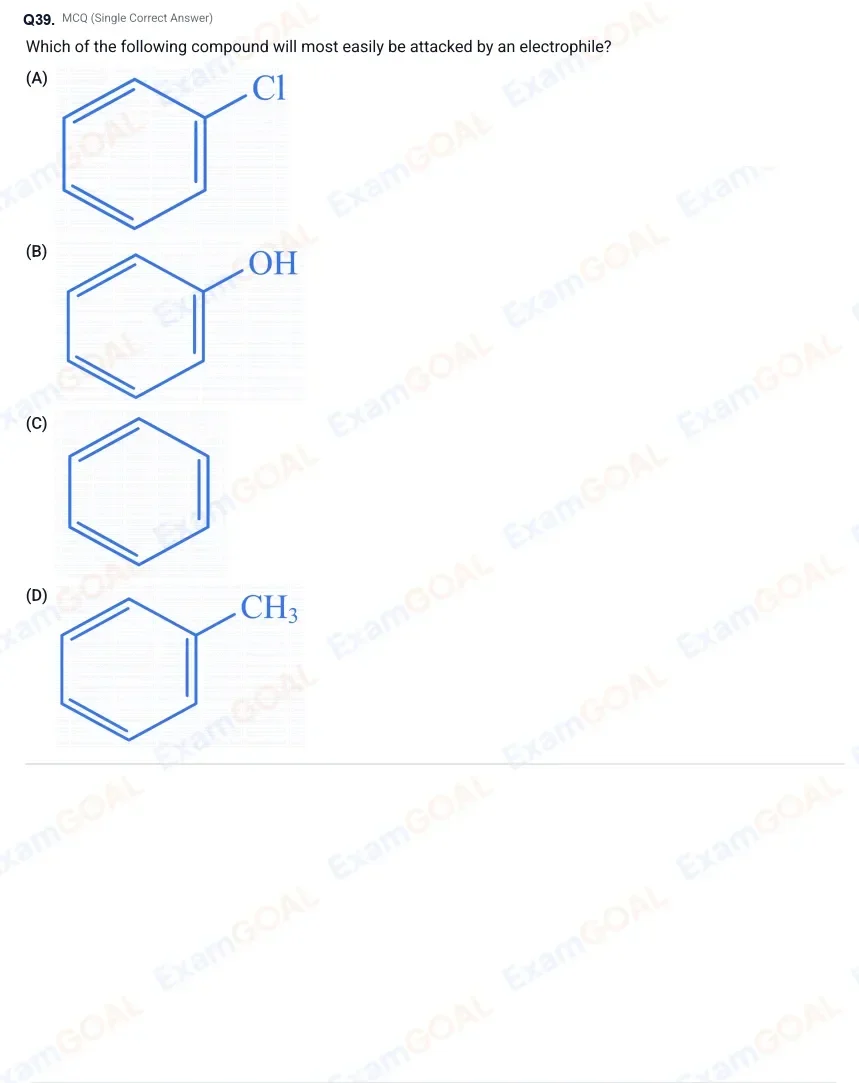 Q39. MCQ (Single Correct Answer)
Which of the following compound will most easily be attacked by an electrophile?
(A)
Cl
(B)
OH
(C)
(D)
CH₃
ExamGOAL